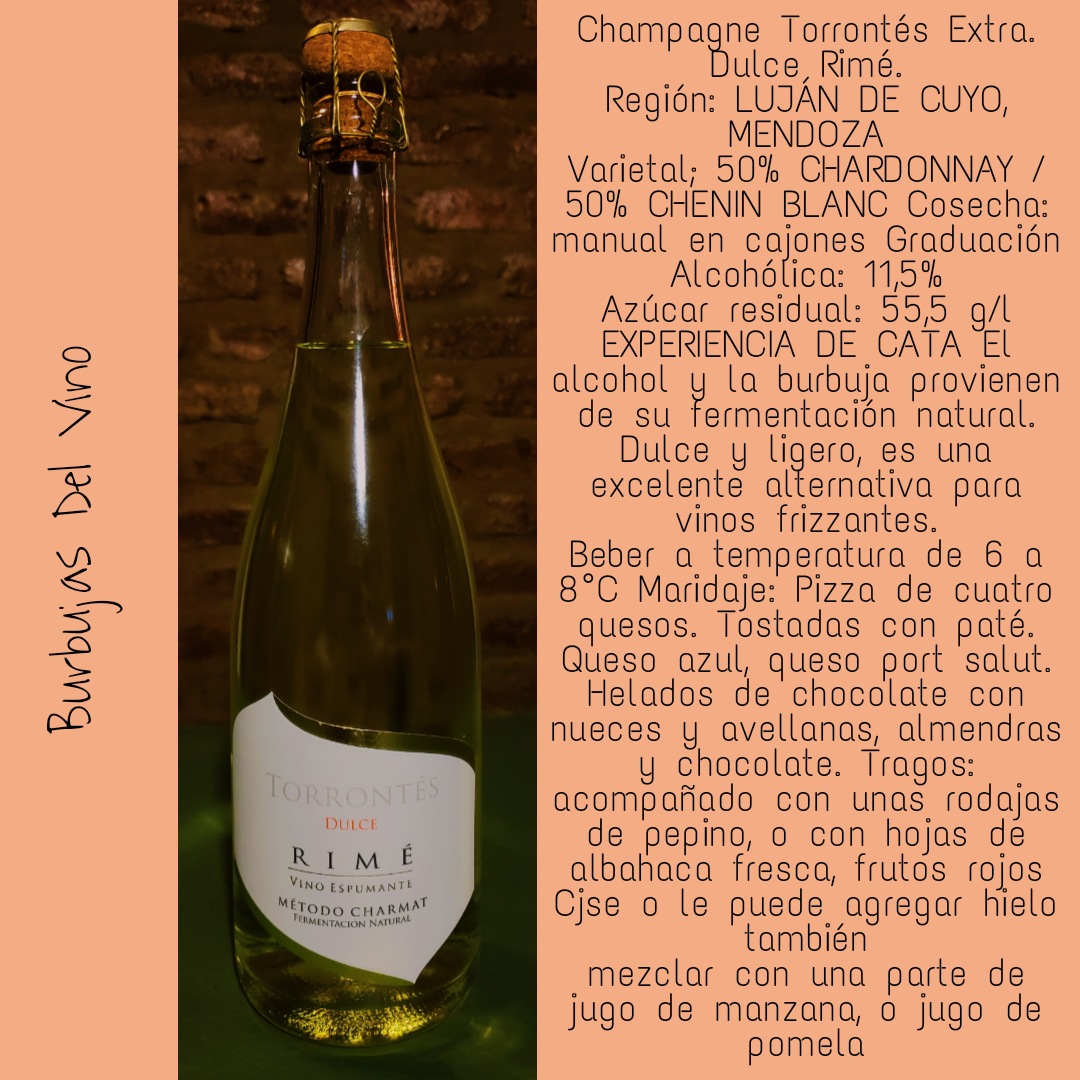 Burbujas Del Vino
TORRONTÉS
DULCE
RIMÉ
VINO ESPUMANTE
MÉTODO CHARMAT
FERMENTACIÓN NATURAL
Champagne Torrontés Extra.
Dulce Rimé.
Región: LUJÁN DE CUYO,
MENDOZA
Varietal; 50% CHARDONNAY /
50% CHENIN BLANC Cosecha:
manual en cajones Graduación
Alcohólica: 11,5%
Azúcar residual: 55,5 g/l
EXPERIENCIA DE CATA El
alcohol y la burbuja provienen
de su fermentación natural.
Dulce y ligero, es una
excelente alternativa para
vinos frizzantes.
Beber a temperatura de 6 a
8°C Maridaje: Pizza de cuatro
quesos. Tostadas con paté.
Queso azul, queso port salut.
Helados de chocolate con
nueces y avellanas, almendras
y chocolate. Tragos:
acompañado con unas rodajas
de pepino, o con hojas de
albahaca fresca, frutos rojos
Cjse o le puede agregar hielo
también
mezclar con una parte de
jugo de manzana, o jugo de
pomela